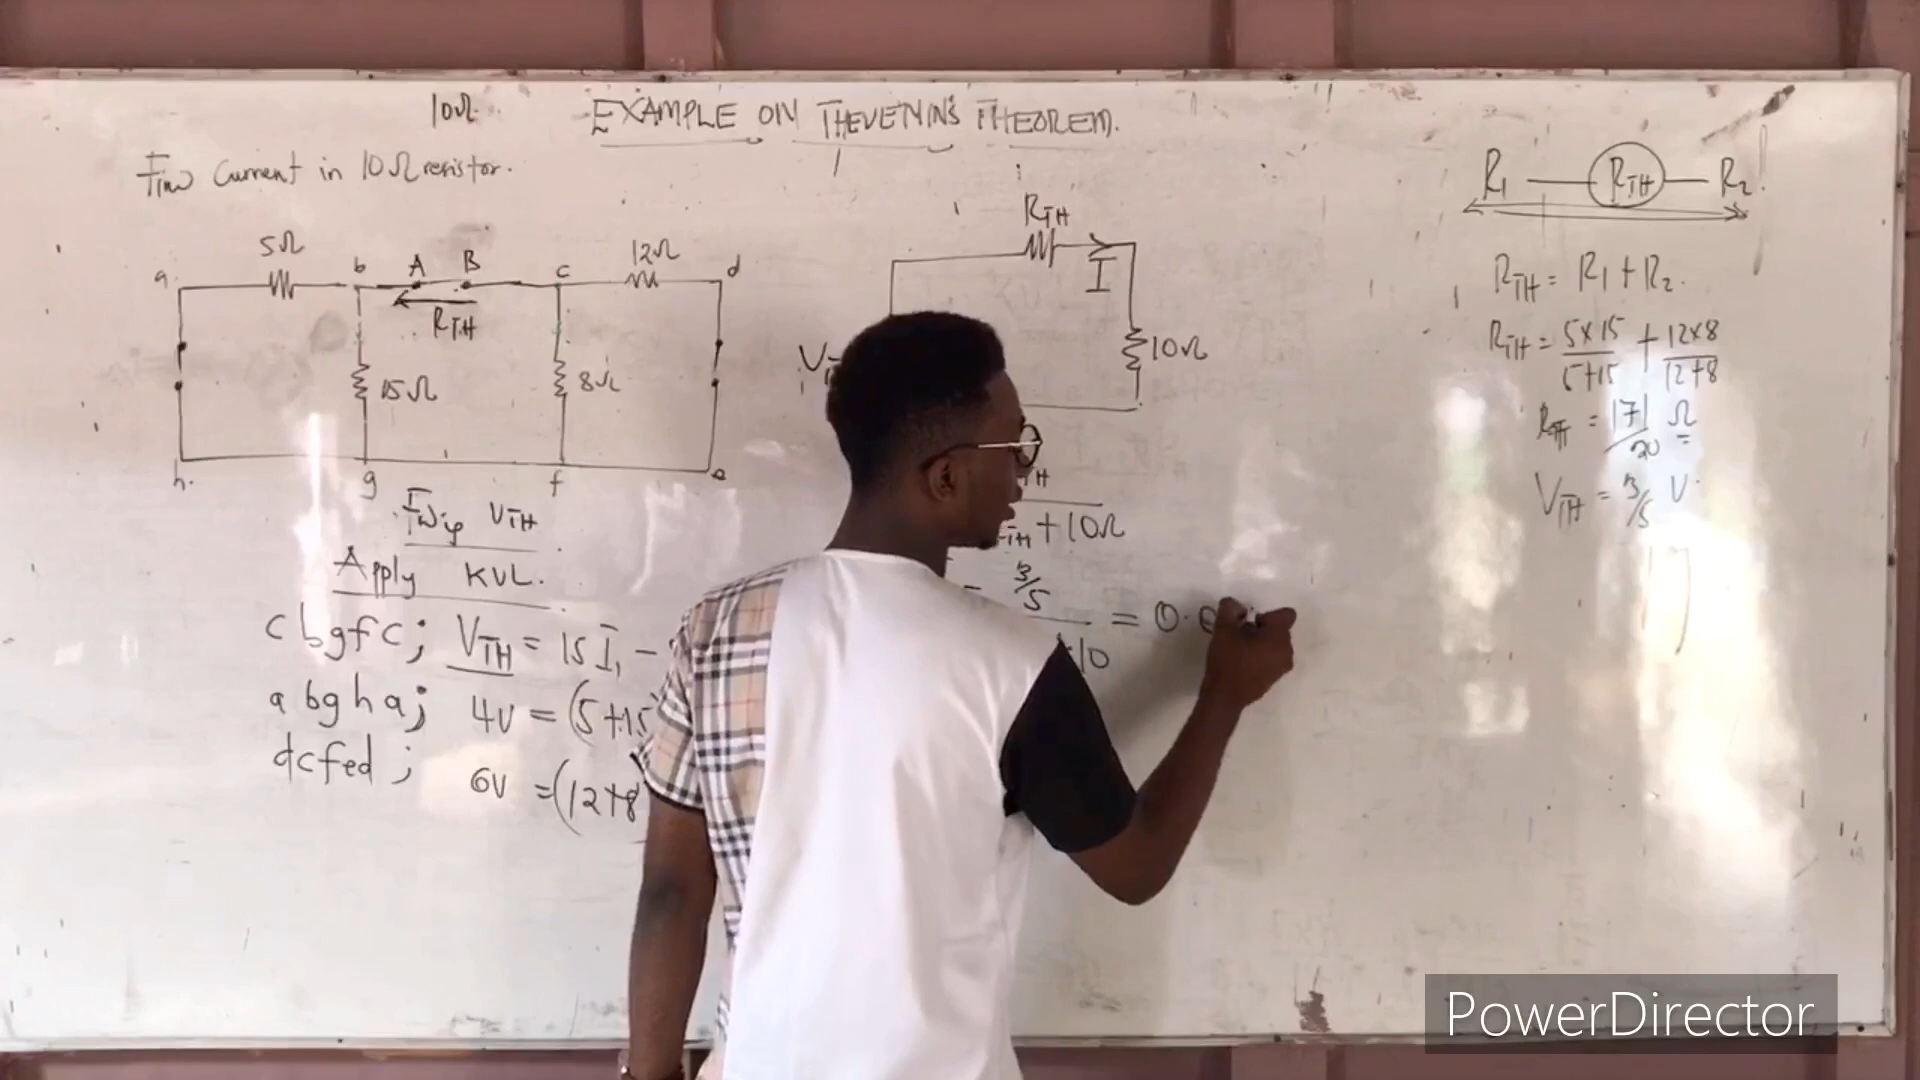 10Ω
EXAMPLE ON THEVENIN'S THEOREM.
Find Current in 10Ω resistor.
5Ω
a
b
A
B
c
12Ω
d
RTH
15Ω
8Ω
h
g
f
e
VTH
Apply KVL.
cbgfc; VTH = 15I₁ -
abgha; 4V = (5+15
dcfed; 6V = (12+8
RTH
I
10Ω
+10Ω
3/5
= 0.0
10
R₁ RTH R₂
RTH = R₁ + R₂.
RTH = 5×15/5+15 + 12×8/12+8
RTH = 171/20 Ω
VTH = 3/5 V.
PowerDirector